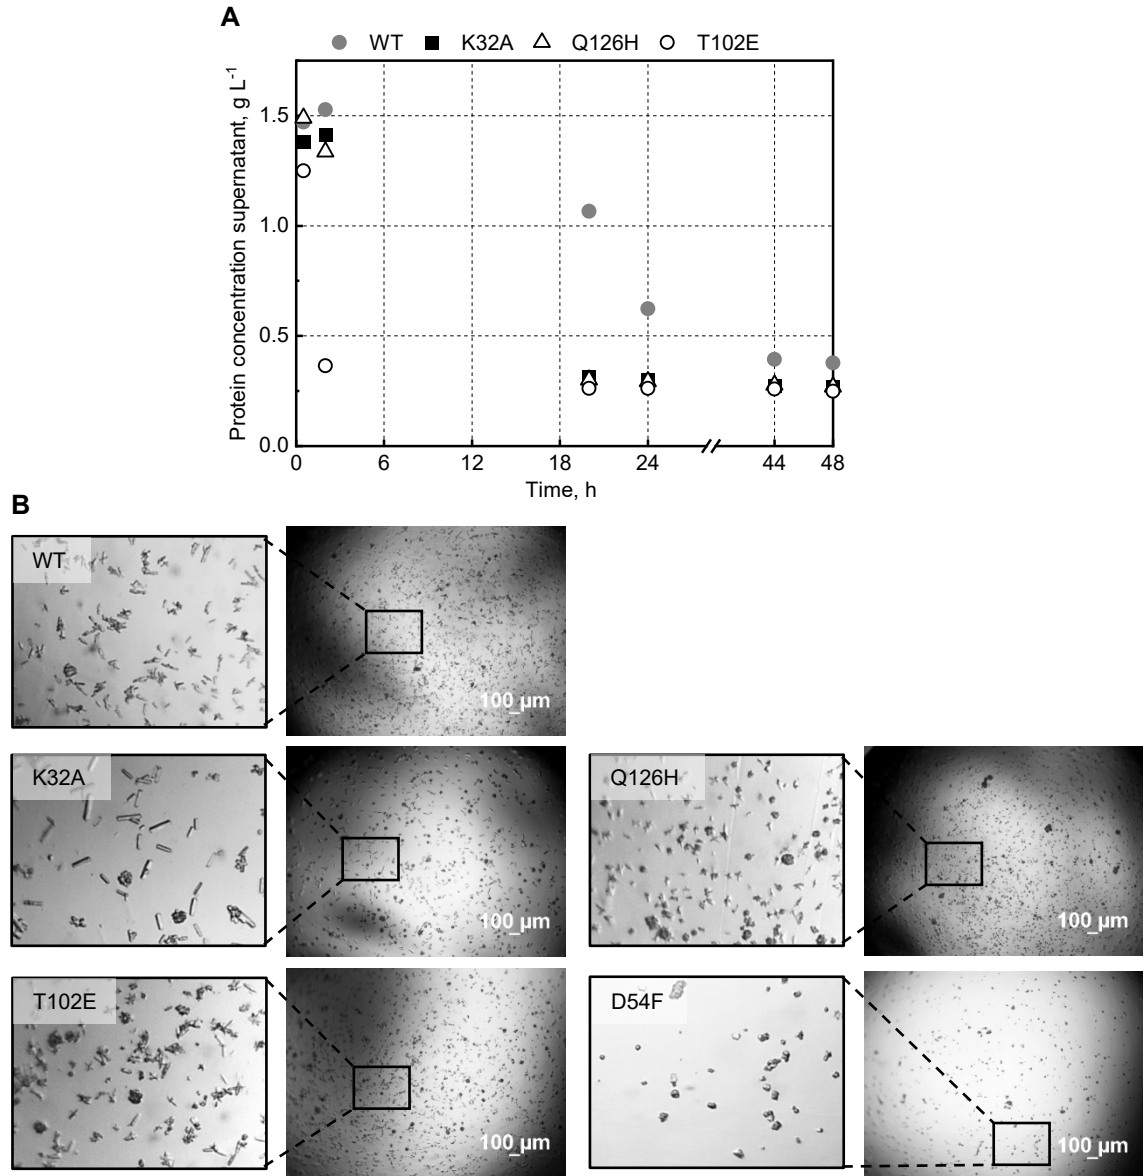 A
WT K32A Q126H T102E
Protein concentration supernatant, g L⁻¹
1.5
1.0
0.5
0.0
0 6 12 18 24 44 48
Time, h
B
WT
100 µm
K32A
100 µm
Q126H
100 µm
T102E
100 µm
D54F
100 µm